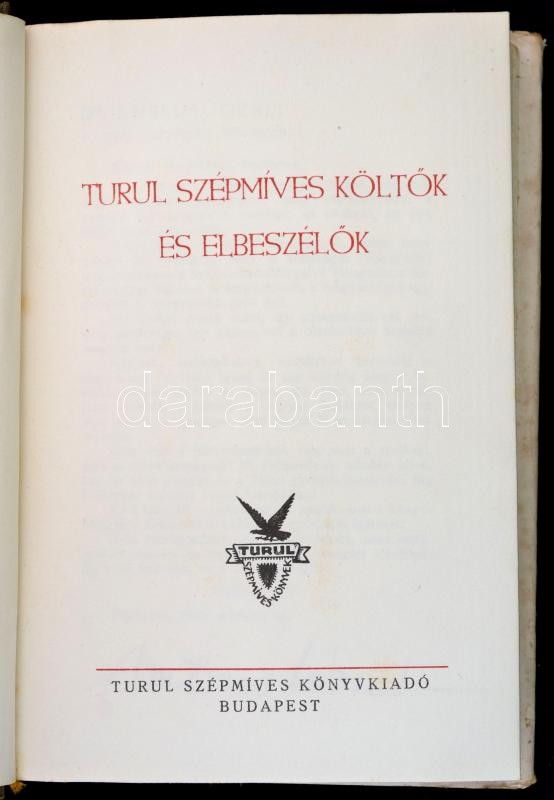 TURUL SZÉPMÍVES KÖLTŐK
ÉS ELBESZÉLŐK
darabanth
TURUL
SZÉPMÍVES-KÖNYVEK
TURUL SZÉPMÍVES KÖNYVKIADÓ
BUDAPEST